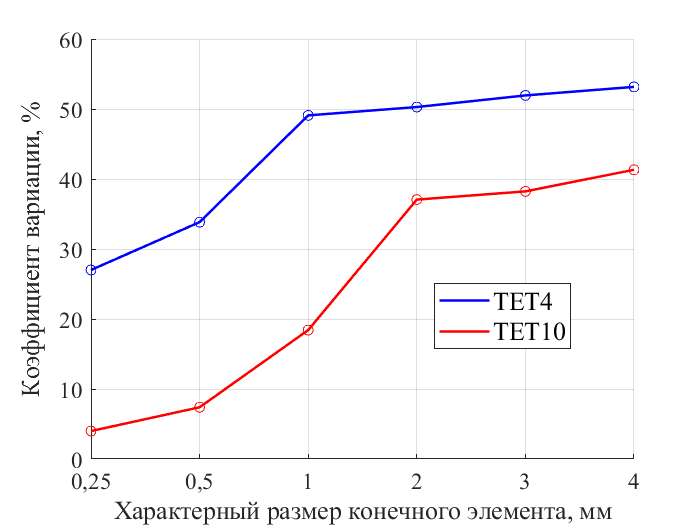 60
50
40
30
20
10
0
Коэффициент вариации, %
TET4
TET10
0,25 0,5 1 2 3 4
Характерный размер конечного элемента, мм